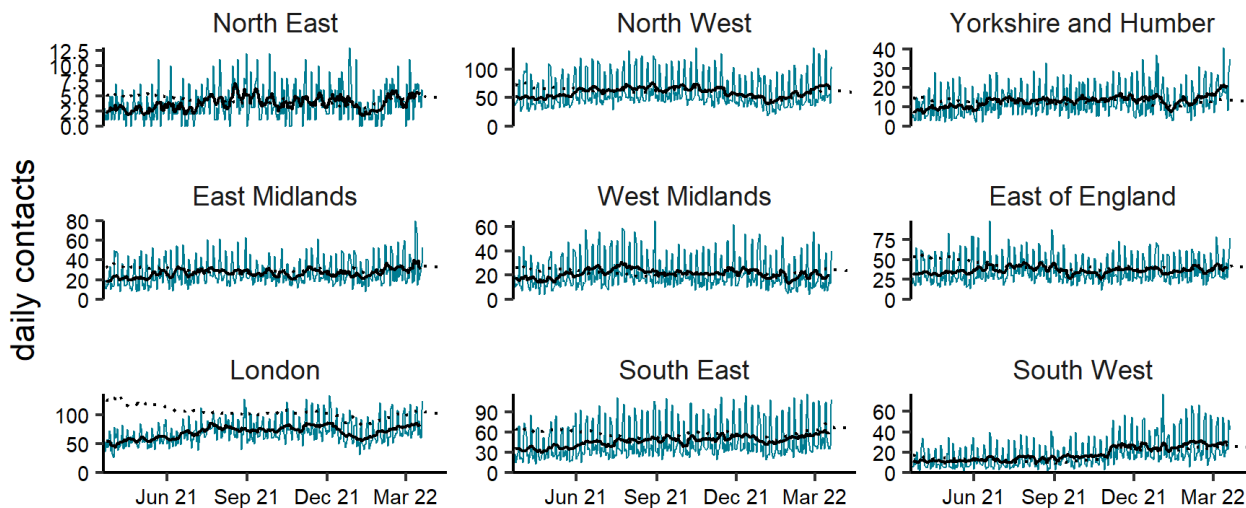 North East
North West
Yorkshire and Humber
12.5
10.0
7.5
5.0
2.5
0.0
100
50
0
40
30
20
10
0
daily contacts
East Midlands
West Midlands
East of England
80
60
40
20
0
60
40
20
0
75
50
25
0
London
South East
South West
100
50
0
90
60
30
0
60
40
20
0
Jun 21 Sep 21 Dec 21 Mar 22
Jun 21 Sep 21 Dec 21 Mar 22
Jun 21 Sep 21 Dec 21 Mar 22